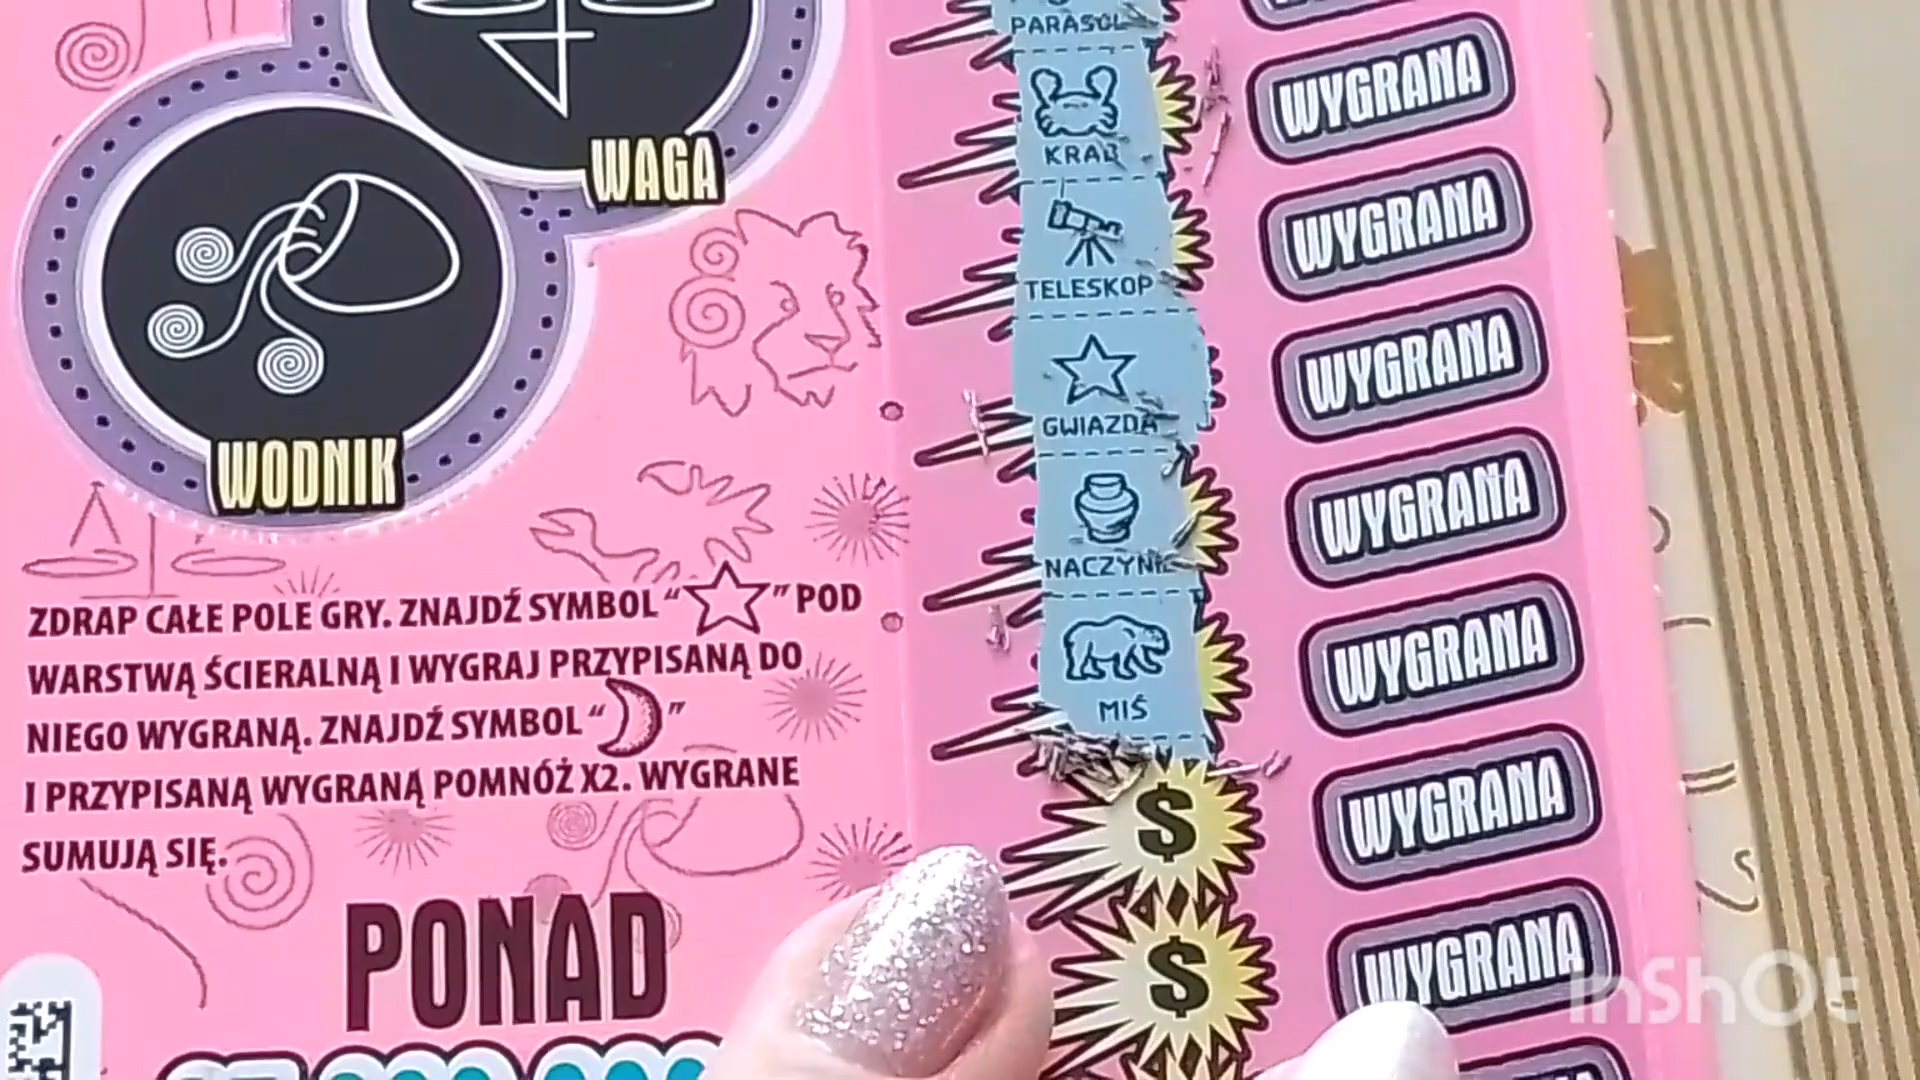 PARASOL
KRAB
WYGRANA
WAGA
TELESKOP
WYGRANA
GWIAZDA
WYGRANA
WODNIK
NACZYNIE
WYGRANA
ZDRAP CAŁE POLE GRY. ZNAJDŹ SYMBOL “☆” POD
WARSTWĄ ŚCIERALNĄ I WYGRAJ PRZYPISANĄ DO
NIEGO WYGRANĄ. ZNAJDŹ SYMBOL “☽”
I PRZYPISANĄ WYGRANĄ POMNÓŻ X2. WYGRANE
SUMUJĄ SIĘ.
MIŚ
WYGRANA
$
WYGRANA
PONAD
$
WYGRANA
InShOt